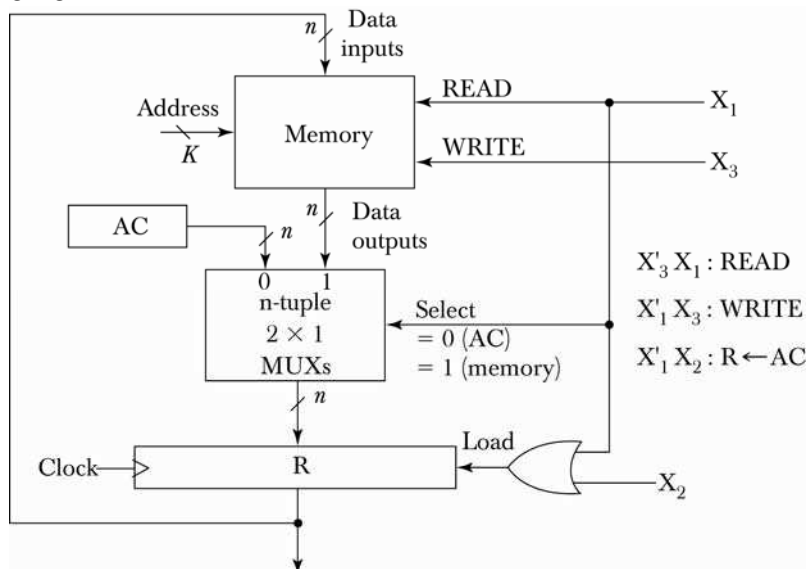 n
Data
inputs
READ
X₁
Address
K
Memory
WRITE
X₃
AC
n
n
Data
outputs
0 1
n-tuple
2 × 1
MUXs
Select
= 0 (AC)
= 1 (memory)
X'₃ X₁ : READ
X'₁ X₃ : WRITE
X'₁ X₂ : R ← AC
n
Load
Clock
R
X₂